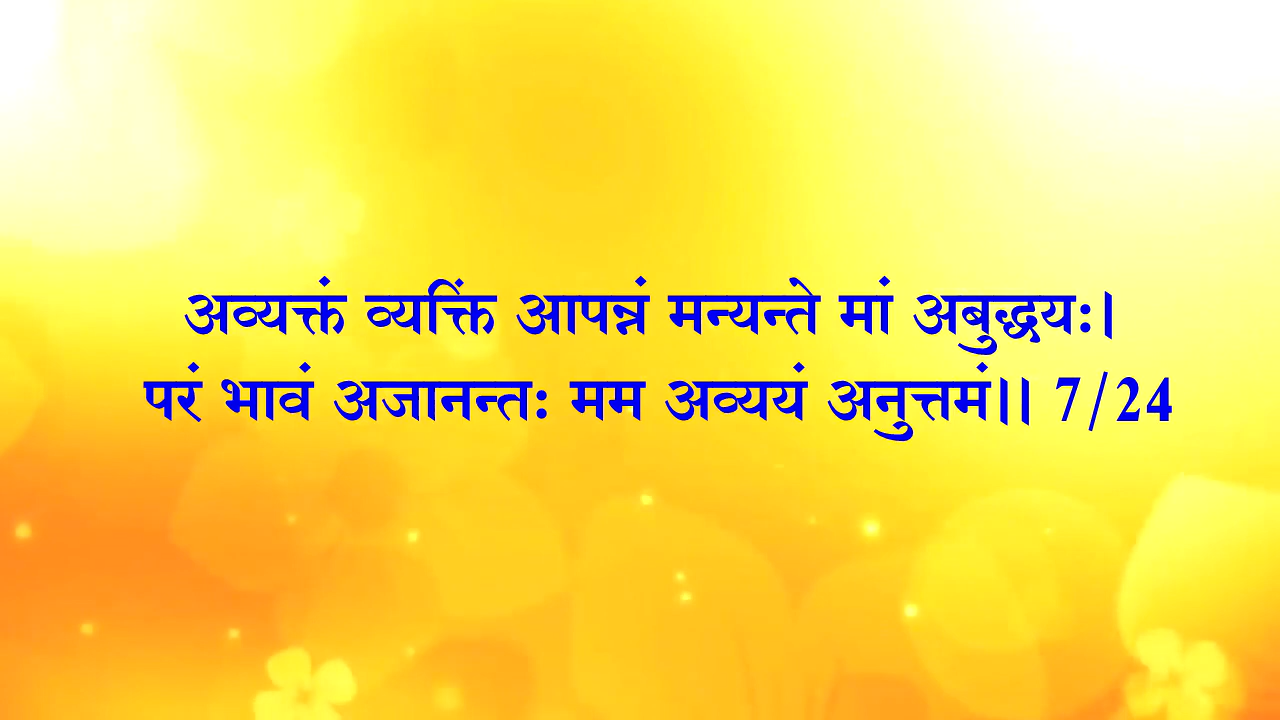 अव्यक्तं व्यक्तिं आपन्नं मन्यन्ते मां अबुद्धयः।
परं भावं अजानन्तः मम अव्ययं अनुत्तमं।। 7/24